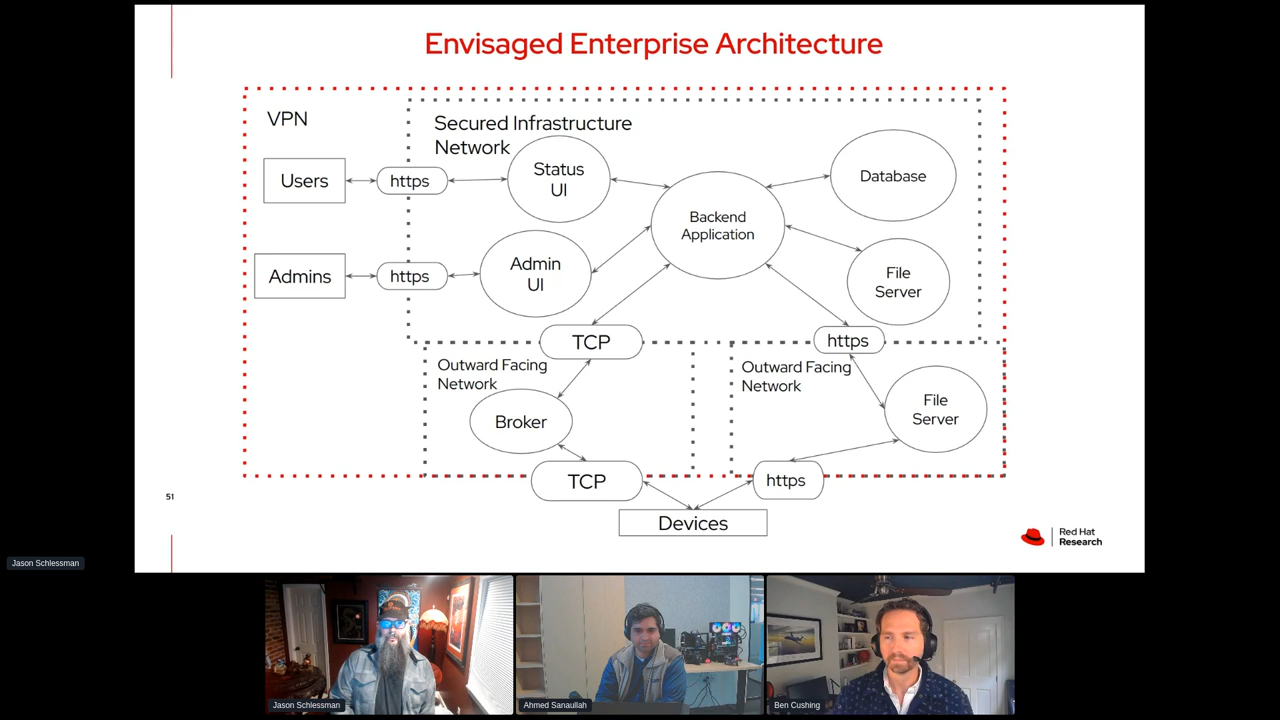 Envisaged Enterprise Architecture
VPN
Secured Infrastructure
Network
Users
https
Status
UI
Database
Backend
Application
Admins
https
Admin
UI
File
Server
TCP
https
Outward Facing
Network
Outward Facing
Network
File
Server
Broker
TCP
https
51
Devices
Red Hat
Research
Jason Schlessman
Jason Schlessman
Ahmed Sanaullah
Ben Cushing